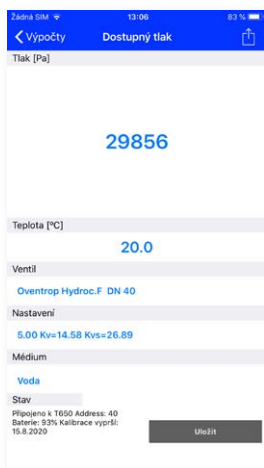 Žádná SIM 13:06 83 %
Výpočty Dostupný tlak
Tlak [Pa]
29856
Teplota [ºC]
20.0
Ventil
Oventrop Hydroc.F DN 40
Nastavení
5.00 Kv=14.58 Kvs=26.89
Médium
Voda
Stav
Připojeno k T650 Address: 40
Baterie: 93% Kalibrace vyprší:
15.8.2020
Uložit